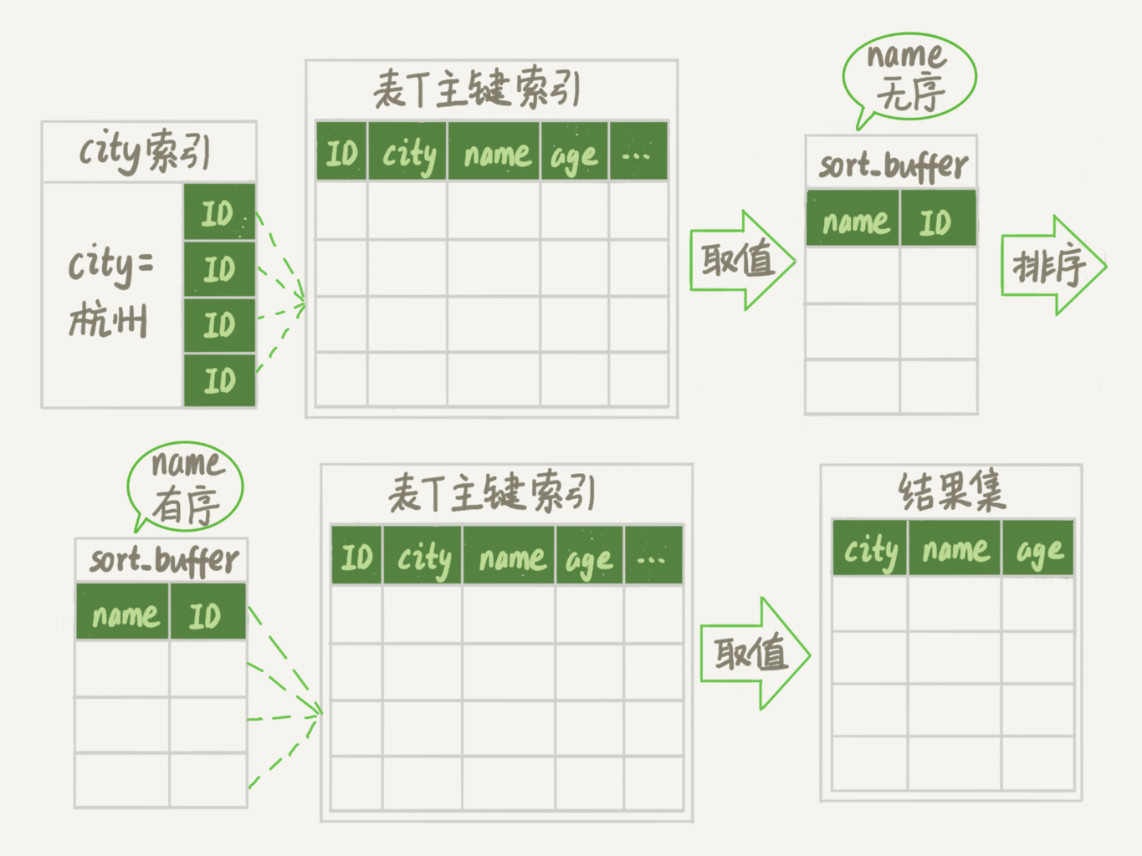 city索引
city=
杭州
ID
ID
ID
ID
表T主键索引
ID city name age ...
取值
name
无序
sort_buffer
name ID
排序
name
有序
sort_buffer
name ID
表T主键索引
ID city name age ...
取值
结果集
city name age